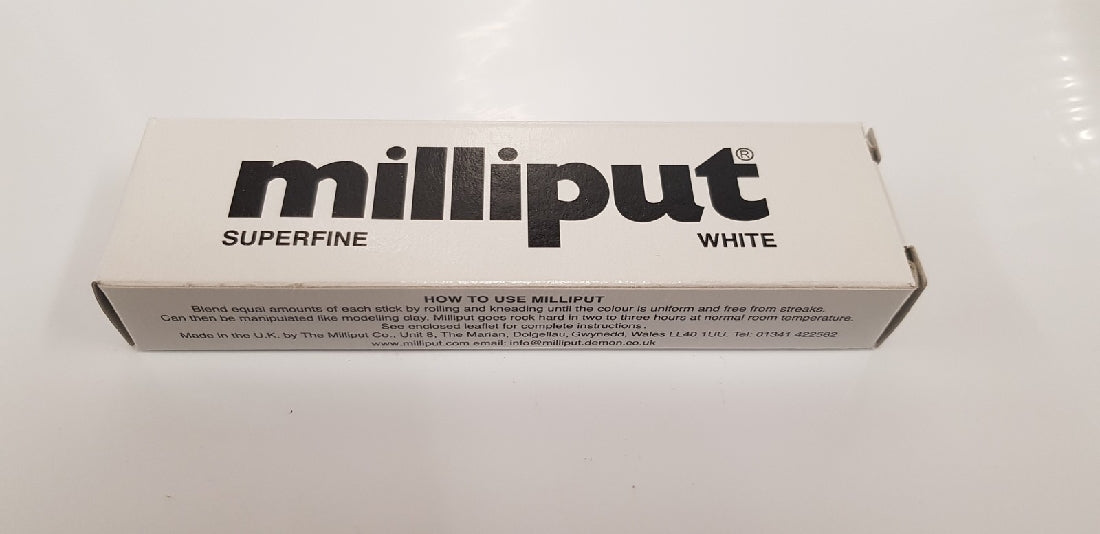 milliput®
SUPERFINE WHITE
HOW TO USE MILLIPUT
Blend equal amounts of each stick by rolling and kneading until the colour is uniform and free from streaks.
Can then be manipulated like modelling clay. Milliput goes rock hard in two to three hours at normal room temperature.
See enclosed leaflet for complete instructions.
Made in the U.K. by The Milliput Co., Unit 8, The Marian, Dolgellau, Gwynedd, Wales LL40 1UU. Tel: 01341 422562
www.milliput.com email: info@milliput.demon.co.uk